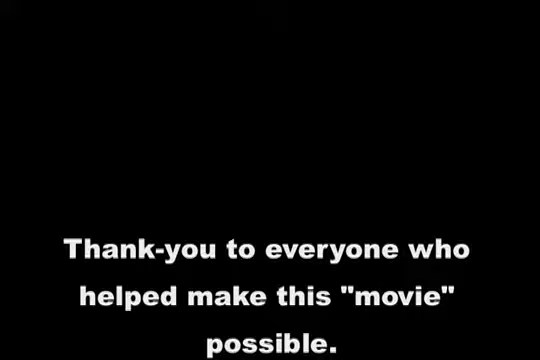 Thank-you to everyone who
helped make this "movie"
possible.